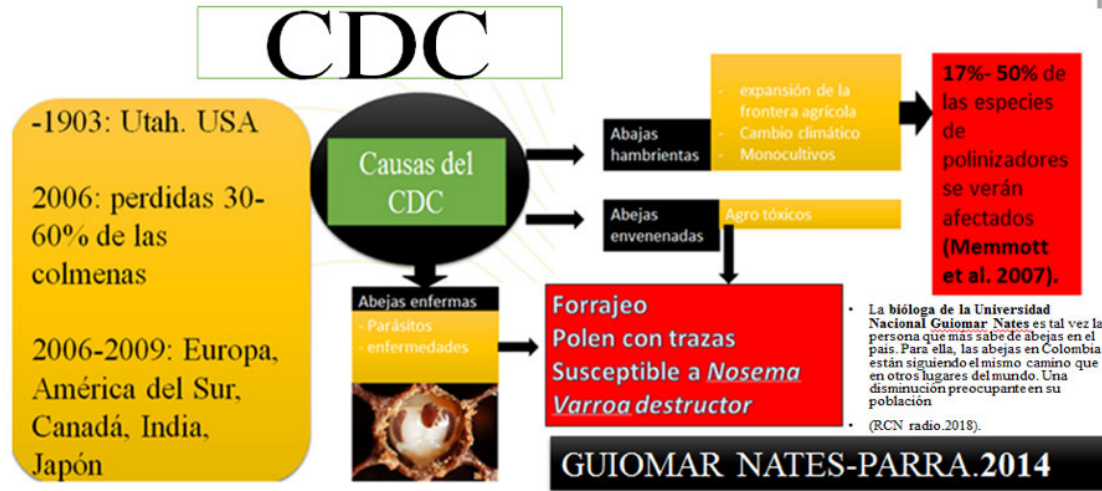 CDC
-1903: Utah. USA
2006: perdidas 30-
60% de las
colmenas
2006-2009: Europa,
América del Sur,
Canadá, India,
Japón
Causas del
CDC
Abajas
hambrientas
- expansión de la
frontera agrícola
- Cambio climático
- Monocultivos
17%- 50% de
las especies
de
polinizadores
se verán
afectados
(Memmott
et al. 2007).
Abejas
envenenadas
Agro tóxicos
Abejas enfermas
- Parásitos
- enfermedades
Forrajeo
Polen con trazas
Susceptible a Nosema
Varroa destructor
• La bióloga de la Universidad
Nacional Guiomar Nates es tal vez la
persona que más sabe de abejas en el
país. Para ella, las abejas en Colombia
están siguiendo el mismo camino que
en otros lugares del mundo. Una
disminución preocupante en su
población
• (RCN radio.2018).
GUIOMAR NATES-PARRA.2014